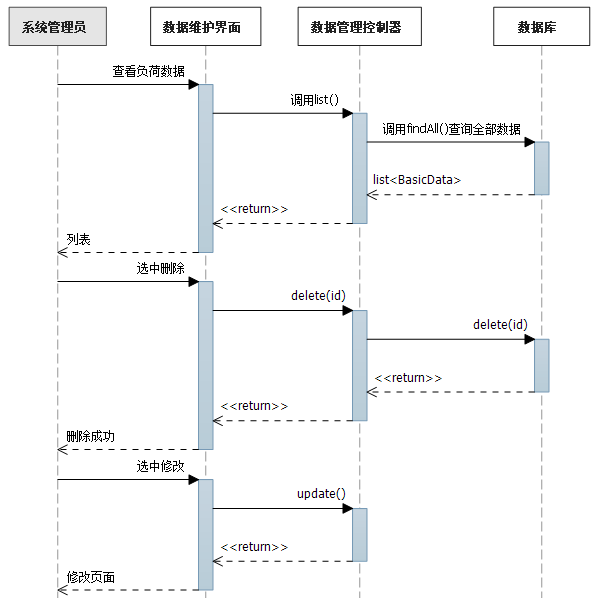 系统管理员
数据维护界面
数据管理控制器
数据库
查看负荷数据
调用list()
调用findAll()查询全部数据
list<BasicData>
<<return>>
列表
选中删除
delete(id)
delete(id)
<<return>>
<<return>>
删除成功
选中修改
update()
<<return>>
修改页面